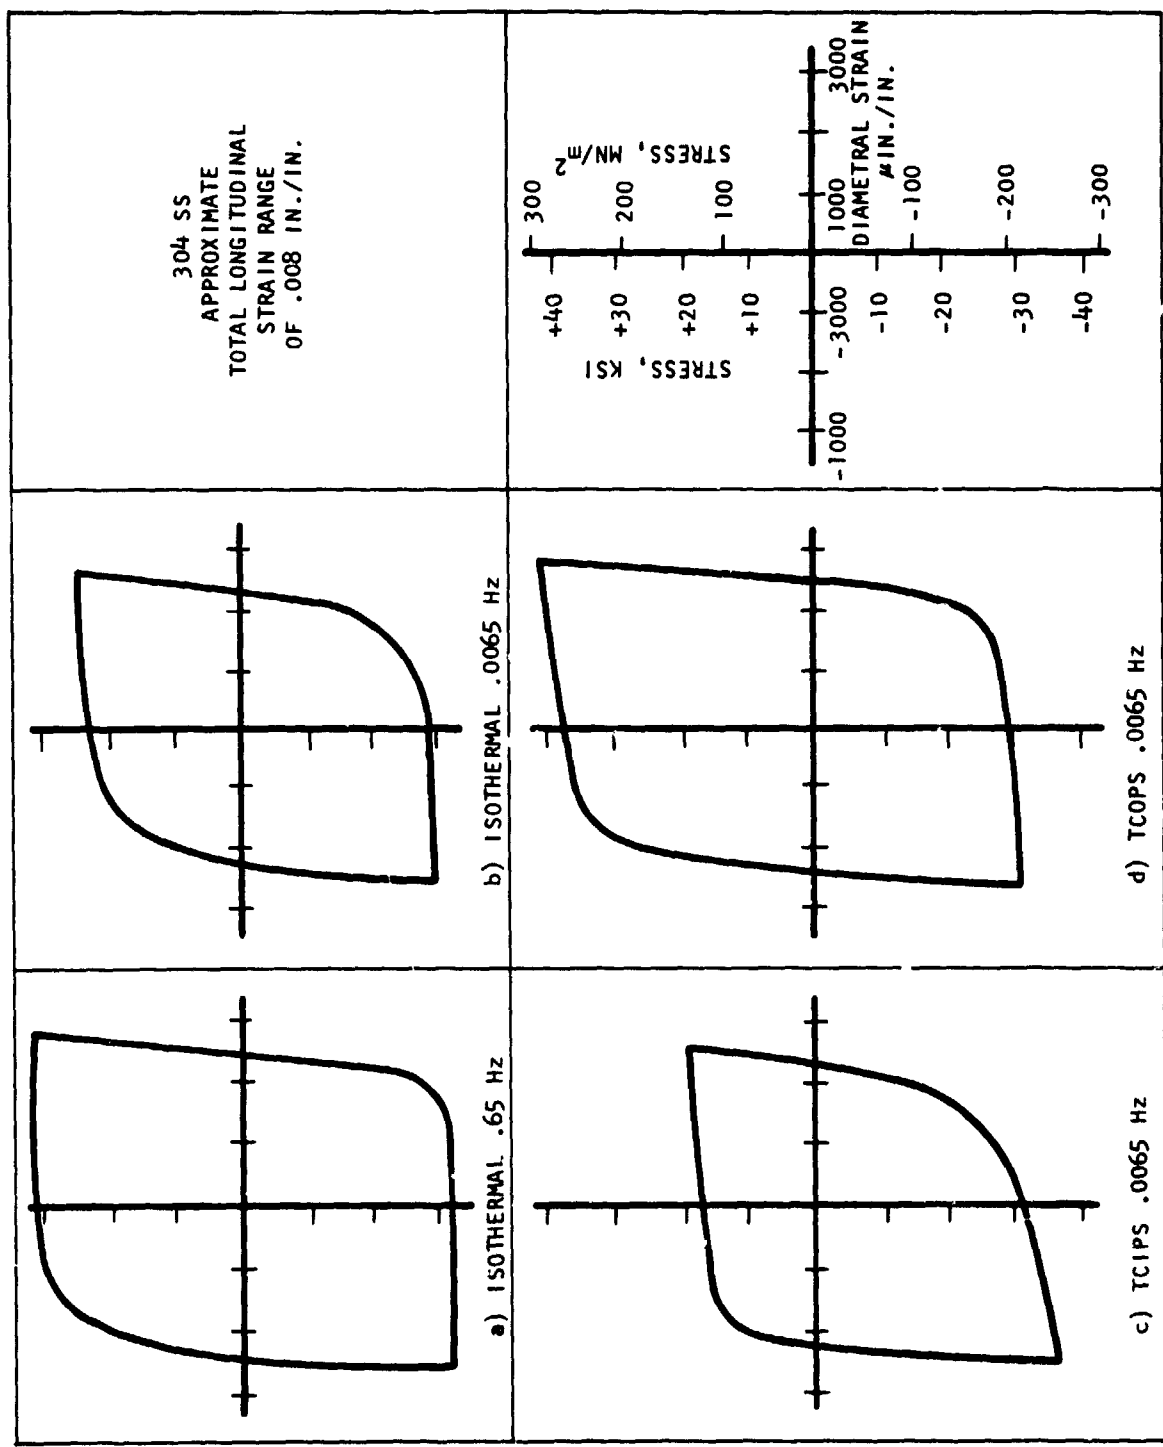 304 SS
APPROXIMATE
TOTAL LONGITUDINAL
STRAIN RANGE
OF .008 IN./IN.
a) ISOTHERMAL .65 Hz
b) ISOTHERMAL .0065 Hz
c) TCIPS .0065 Hz
d) TCOPS .0065 Hz
STRESS, KSI
+40
+30
+20
+10
-10
-20
-30
-40
STRESS, MN/m²
300
200
100
-100
-200
-300
-1000
-3000
1000
3000
DIAMETRAL STRAIN
μIN./IN.